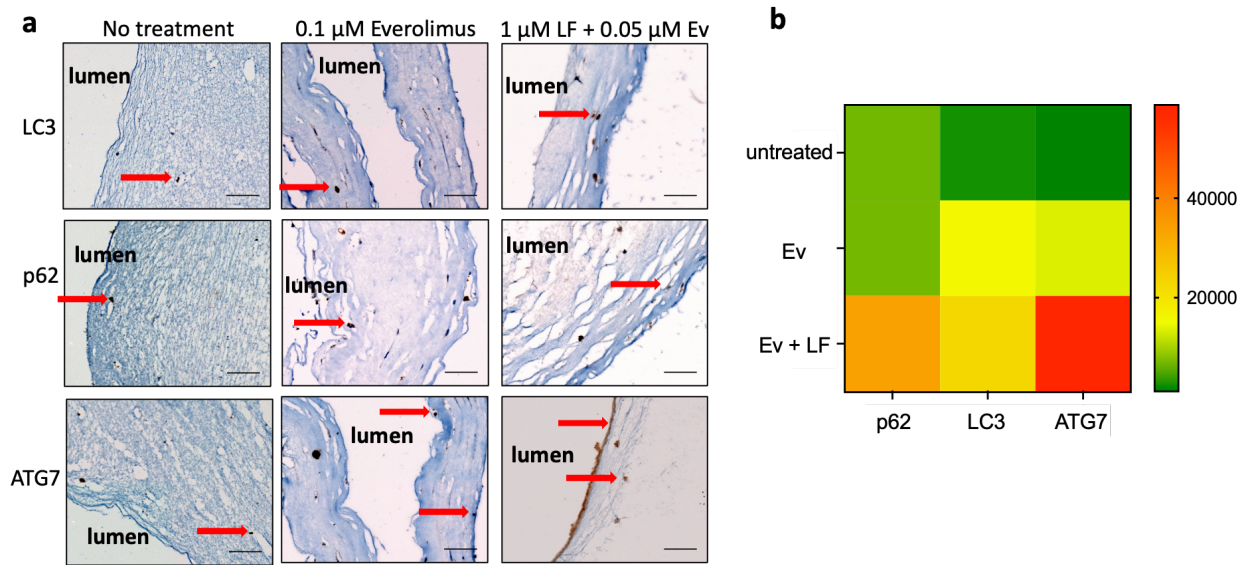 a
No treatment
0.1 µM Everolimus
1 µM LF + 0.05 µM Ev
LC3
lumen
lumen
lumen
p62
lumen
lumen
lumen
ATG7
lumen
lumen
lumen
b
untreated
Ev
Ev + LF
p62
LC3
ATG7
40000
20000